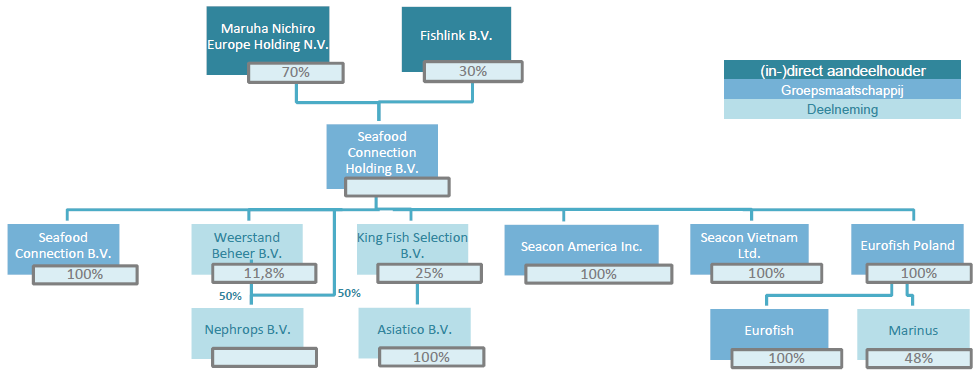 Maruha Nichiro
Europe Holding N.V.
70%
Fishlink B.V.
30%
(in-)direct aandeelhouder
Groepsmaatschappij
Deelneming
Seafood
Connection
Holding B.V.
Seafood
Connection B.V.
100%
Weerstand
Beheer B.V.
11,8%
King Fish Selection
B.V.
25%
Seacon America Inc.
100%
Seacon Vietnam
Ltd.
100%
Eurofish Poland
100%
50%
50%
Nephrops B.V.
Asiatico B.V.
100%
Eurofish
100%
Marinus
48%